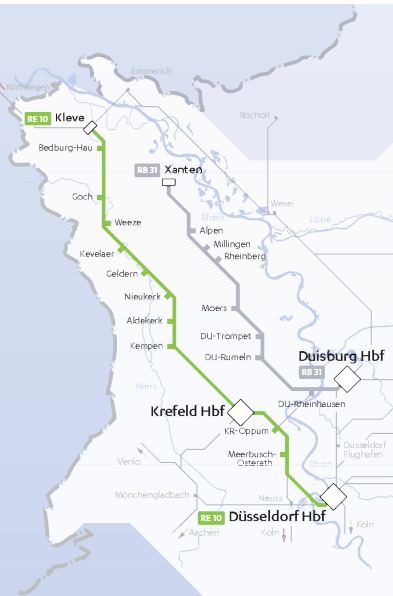 Emmerich
Nimwegen
RE 10 Kleve
Bocholt
Bedburg-Hau
RB 31 Xanten
Goch
Wesel
Rhein
Lippe
Weeze
Alpen
Millingen
Kevelaer
Rheinberg
Geldern
Nieukerk
Moers
Aldekerk
DU-Trompet
Kempen
DU-Rumeln
Duisburg Hbf
RB 31
Niers
DU-Rheinhausen
Krefeld Hbf
KR-Oppum
Düsseldorf
Flughafen
Meerbusch-
Osterath
Venlo
Rhein
Mönchengladbach
Neuss
RE 10 Düsseldorf Hbf
Köln
Aachen
Köln